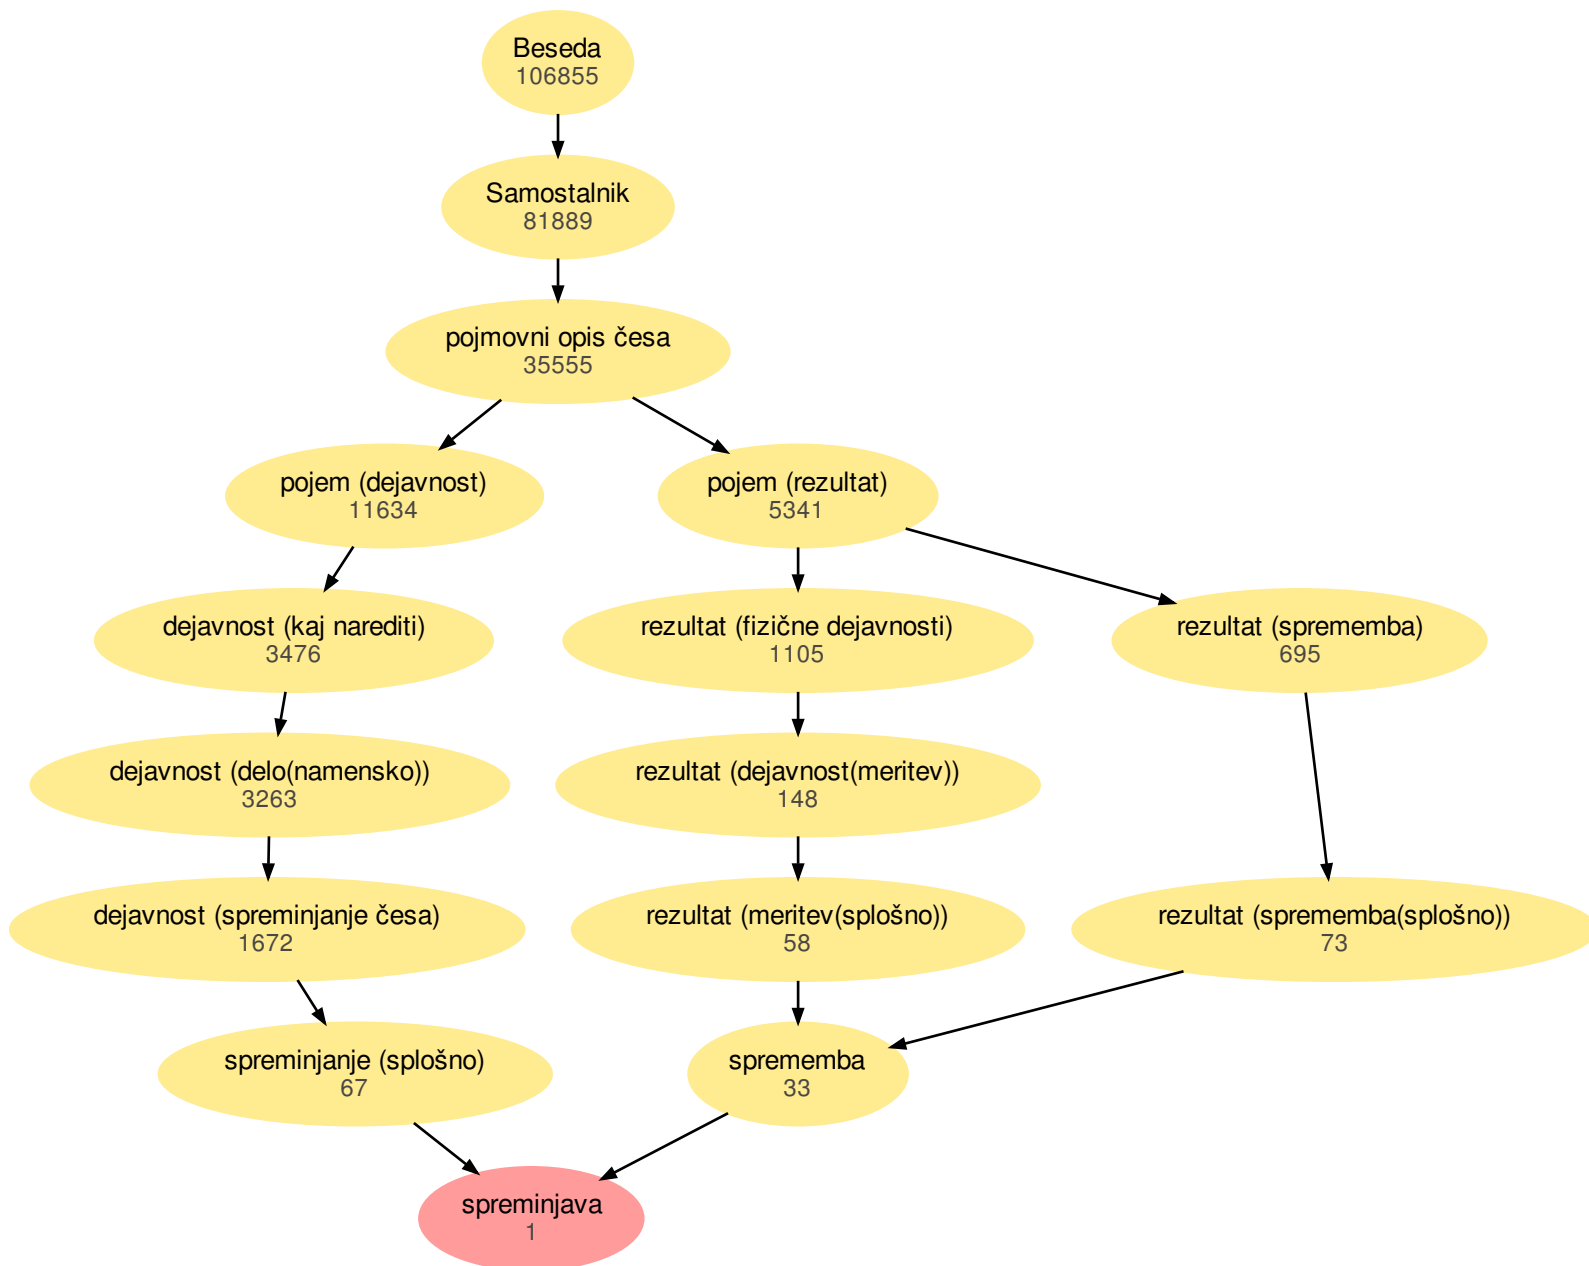 Beseda
106855
Samostalnik
81889
pojmovni opis česa
35555
pojem (dejavnost)
11634
pojem (rezultat)
5341
dejavnost (kaj narediti)
3476
rezultat (fizične dejavnosti)
1105
rezultat (sprememba)
695
dejavnost (delo(namensko))
3263
rezultat (dejavnost(meritev))
148
dejavnost (spreminjanje česa)
1672
rezultat (meritev(splošno))
58
rezultat (sprememba(splošno))
73
spreminjanje (splošno)
67
sprememba
33
spreminjava
1